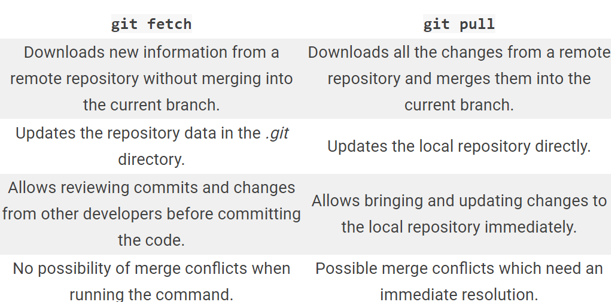 git fetch git pull
Downloads new information from a
remote repository without merging into
the current branch.
Downloads all the changes from a remote
repository and merges them into the
current branch.
Updates the repository data in the .git
directory.
Updates the local repository directly.
Allows reviewing commits and changes
from other developers before committing
the code.
Allows bringing and updating changes to
the local repository immediately.
No possibility of merge conflicts when
running the command.
Possible merge conflicts which need an
immediate resolution.